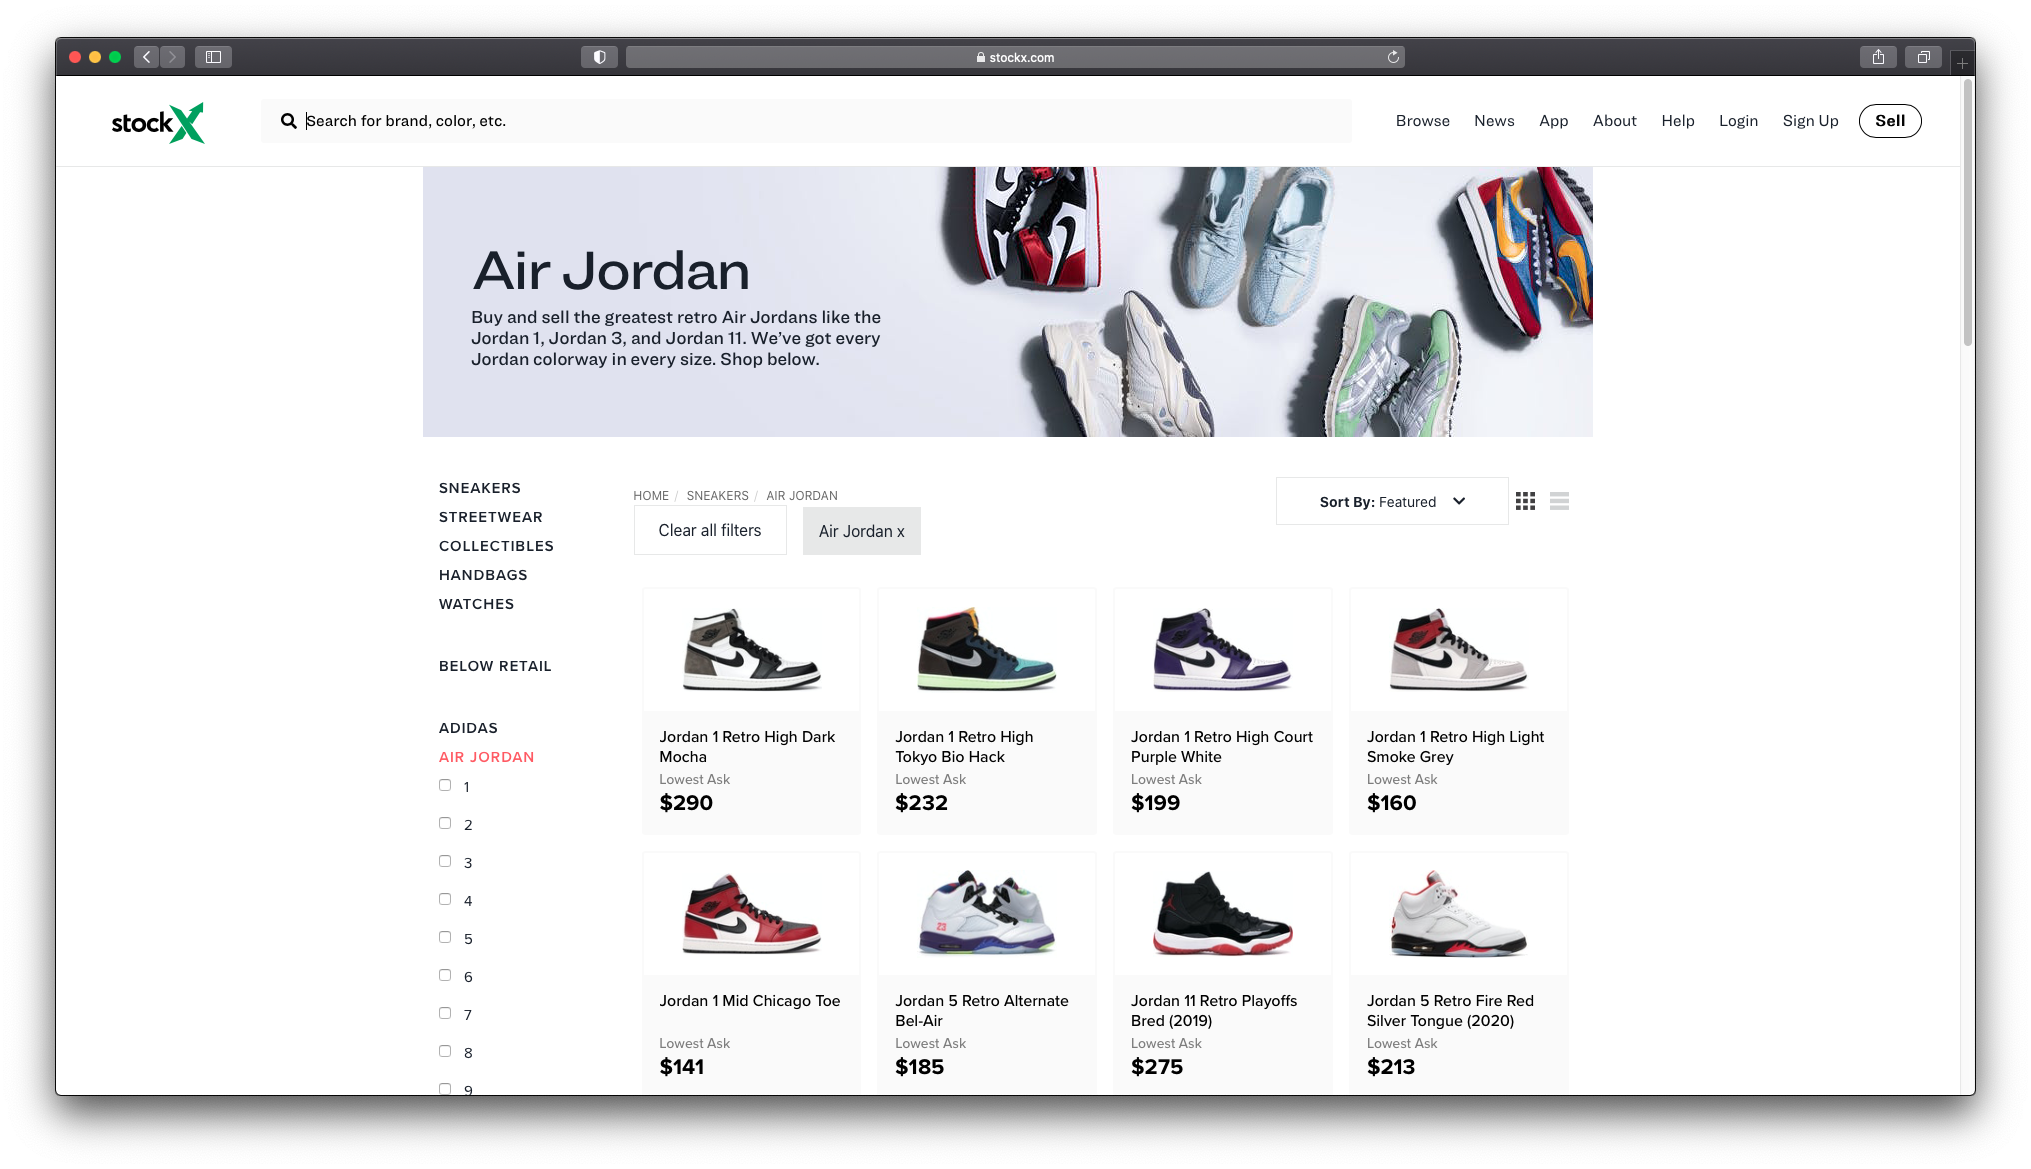 stockx.com
stockX
Search for brand, color, etc.
Browse News App About Help Login Sign Up Sell
Air Jordan
Buy and sell the greatest retro Air Jordans like the
Jordan 1, Jordan 3, and Jordan 11. We've got every
Jordan colorway in every size. Shop below.
SNEAKERS
STREETWEAR
COLLECTIBLES
HANDBAGS
WATCHES
BELOW RETAIL
ADIDAS
AIR JORDAN
1
2
3
4
5
6
7
8
9
HOME / SNEAKERS / AIR JORDAN
Sort By: Featured
Clear all filters
Air Jordan x
Jordan 1 Retro High Dark
Mocha
Lowest Ask
$290
Jordan 1 Retro High
Tokyo Bio Hack
Lowest Ask
$232
Jordan 1 Retro High Court
Purple White
Lowest Ask
$199
Jordan 1 Retro High Light
Smoke Grey
Lowest Ask
$160
Jordan 1 Mid Chicago Toe
Lowest Ask
$141
23
Jordan 5 Retro Alternate
Bel-Air
Lowest Ask
$185
Jordan 11 Retro Playoffs
Bred (2019)
Lowest Ask
$275
Jordan 5 Retro Fire Red
Silver Tongue (2020)
Lowest Ask
$213